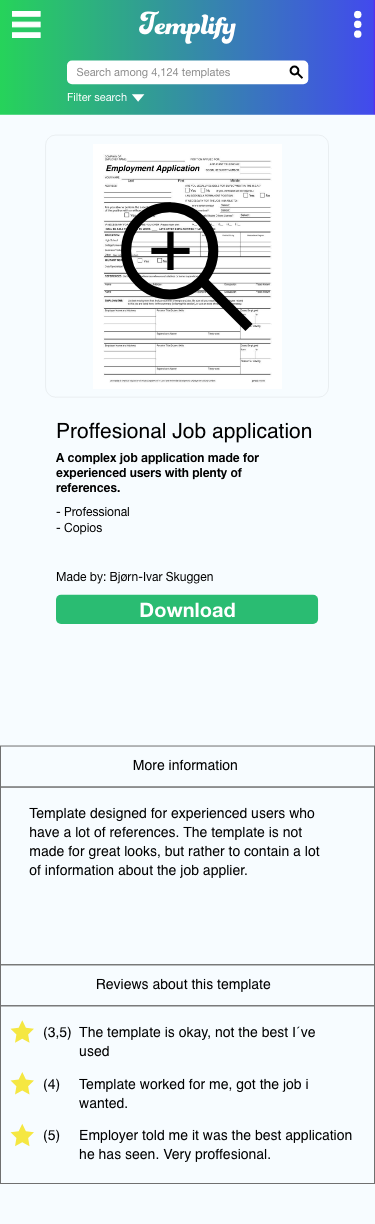 Templify
Search among 4,124 templates
Filter search
Employment Application
Proffesional Job application
A complex job application made for
experienced users with plenty of
references.
- Professional
- Copios
Made by: Bjørn-Ivar Skuggen
Download
More information
Template designed for experienced users who
have a lot of references. The template is not
made for great looks, but rather to contain a lot
of information about the job applier.
Reviews about this template
(3,5) The template is okay, not the best I´ve
used
(4) Template worked for me, got the job i
wanted.
(5) Employer told me it was the best application
he has seen. Very proffesional.